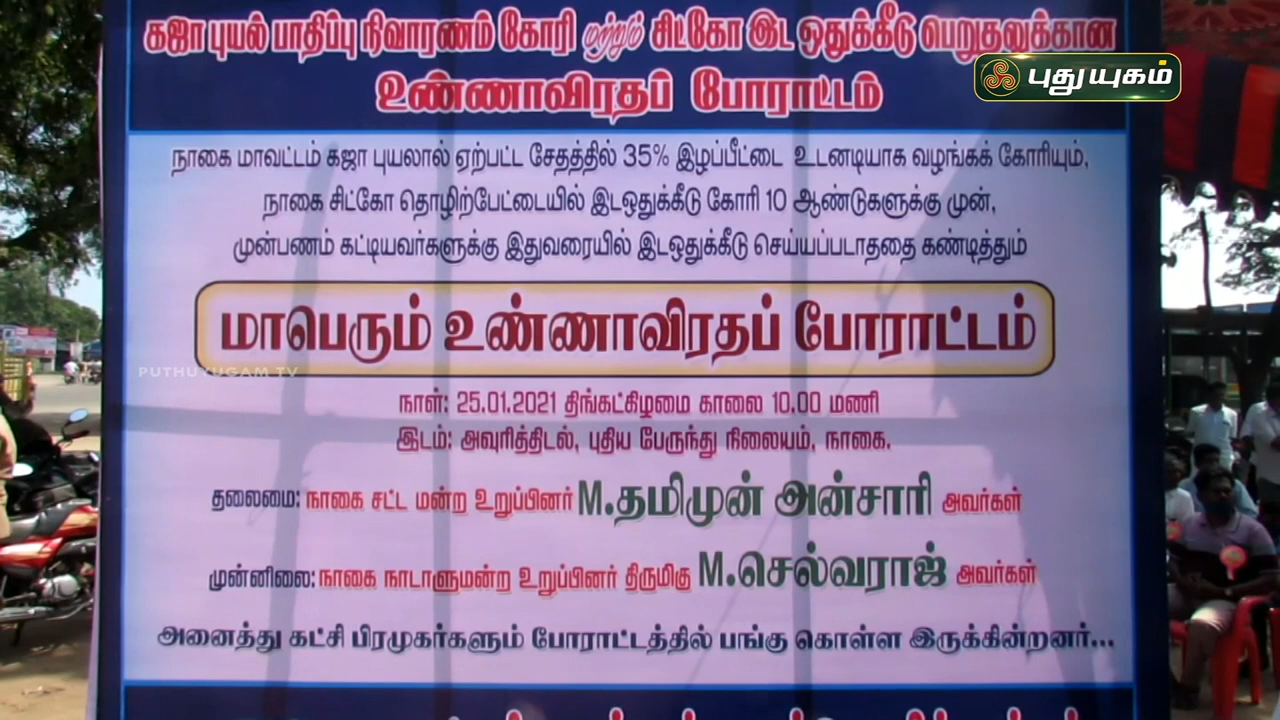 கஜா புயல் பாதிப்பு நிவாரணம் கோரி மற்றும் சிட்கோ இட ஒதுக்கீடு பெறுதலுக்கான
உண்ணாவிரதப் போராட்டம்
புதுயுகம்
நாகை மாவட்டம் கஜா புயலால் ஏற்பட்ட சேதத்தில் 35% இழப்பீட்டை உடனடியாக வழங்கக் கோரியும்,
நாகை சிட்கோ தொழிற்பேட்டையில் இடஒதுக்கீடு கோரி 10 ஆண்டுகளுக்கு முன்,
முன்பணம் கட்டியவர்களுக்கு இதுவரையில் இடஒதுக்கீடு செய்யப்படாததை கண்டித்தும்
மாபெரும் உண்ணாவிரதப் போராட்டம்
PUTHUYUGAM TV
நாள்: 25.01.2021 திங்கட்கிழமை காலை 10.00 மணி
இடம்: அவுரித்திடல், புதிய பேருந்து நிலையம், நாகை.
தலைமை: நாகை சட்ட மன்ற உறுப்பினர் M.தமிமுன் அன்சாரி அவர்கள்
முன்னிலை: நாகை நாடாளுமன்ற உறுப்பினர் திருமிகு M.செல்வராஜ் அவர்கள்
அனைத்து கட்சி பிரமுகர்களும் போராட்டத்தில் பங்கு கொள்ள இருக்கின்றனர்...